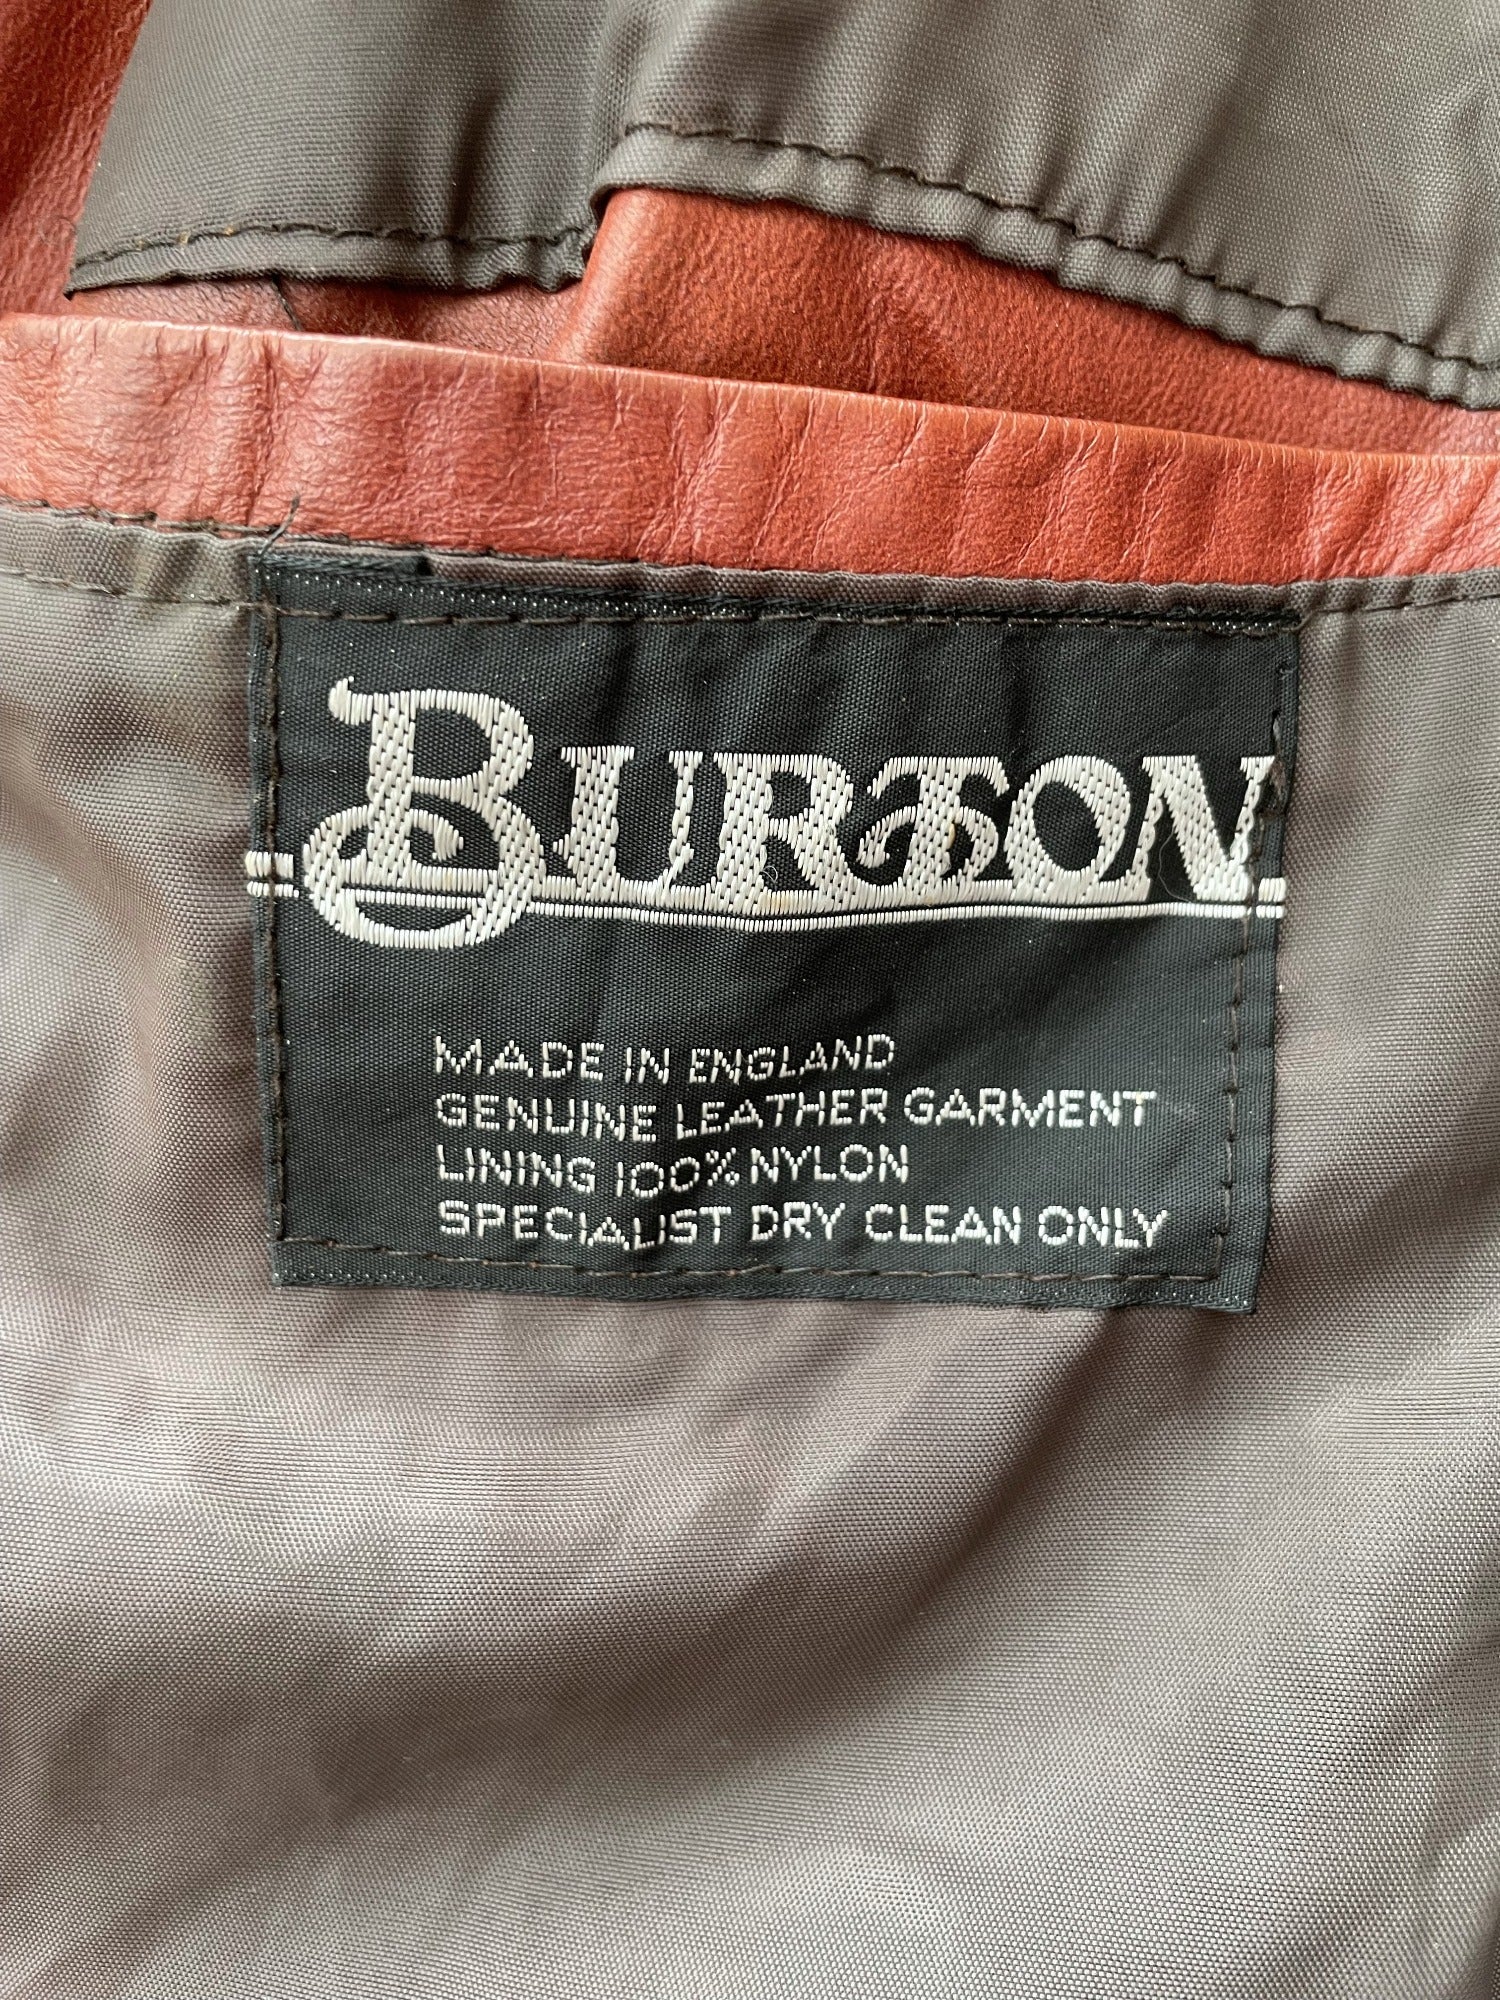 BURTON
MADE IN ENGLAND
GENUINE LEATHER GARMENT
LINING 100% NYLON
SPECIALIST DRY CLEAN ONLY